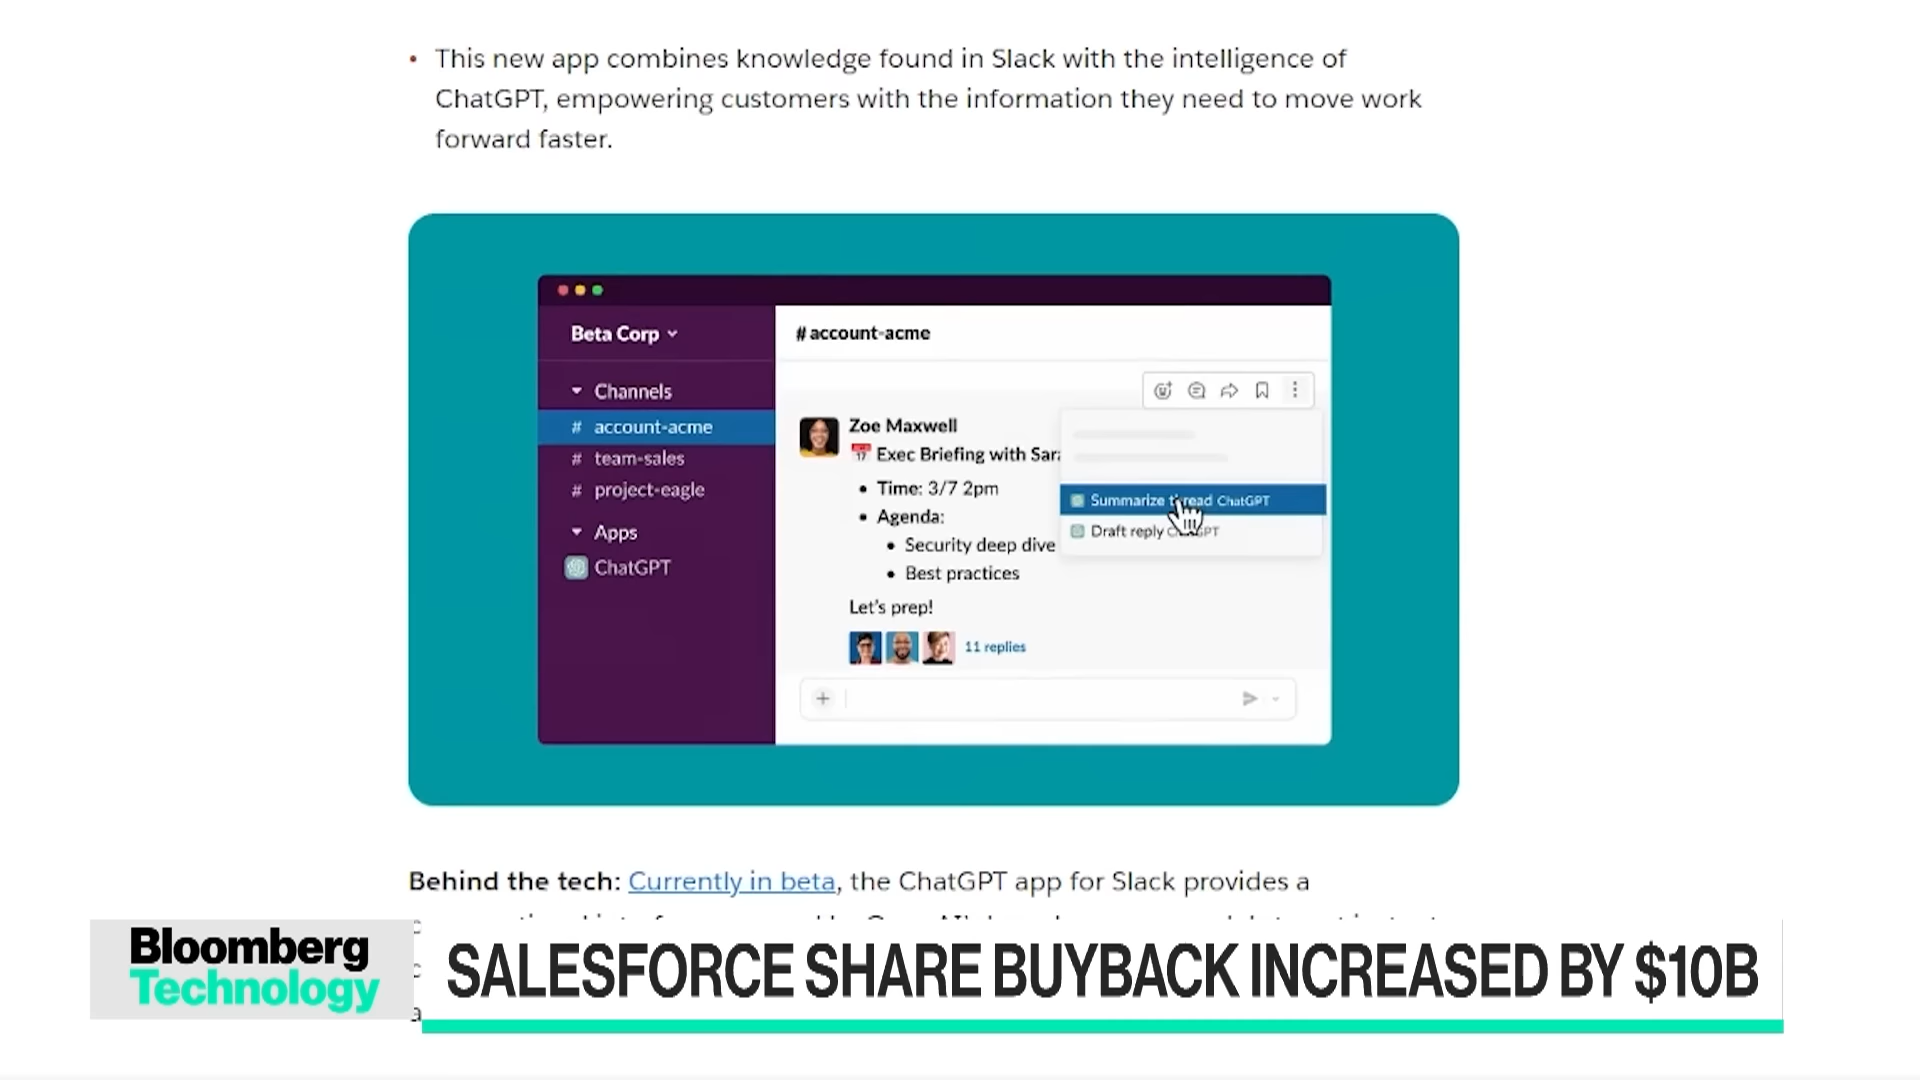 • This new app combines knowledge found in Slack with the intelligence of
ChatGPT, empowering customers with the information they need to move work
forward faster.
Beta Corp
Channels
# account-acme
# team-sales
# project-eagle
Apps
ChatGPT
# account-acme
Zoe Maxwell
17 Exec Briefing with
• Time: 3/7 2pm
• Agenda:
• Security deep dive
• Best practices
Let's prep!
11 replies
Summarize thread ChatGPT
Draft reply ChatGPT
Behind the tech: Currently in beta, the ChatGPT app for Slack provides a
Bloomberg
Technology
SALESFORCE SHARE BUYBACK INCREASED BY $10B